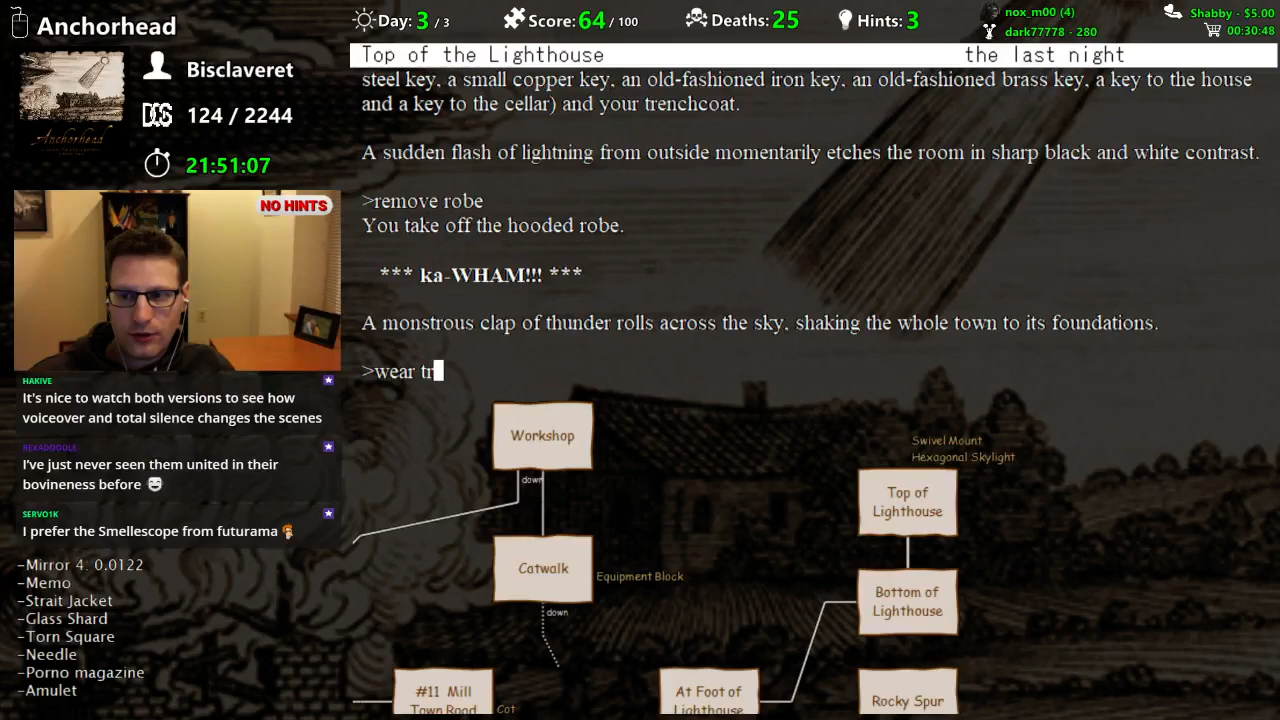 Anchorhead
Day: 3 / 3
Score: 64 / 100
Deaths: 25
Hints: 3
nox_m00 (4)
dark77778 - 280
Shabby - $5.00
00:30:48
Anchorhead
Bisclaveret
DGS 124 / 2244
21:51:07
NO HINTS
HAKIVE
It's nice to watch both versions to see how
voiceover and total silence changes the scenes
REXADOODLE
I've just never seen them united in their
bovineness before
SERVO1K
I prefer the Smellescope from futurama
-Mirror 4: 0.0122
-Memo
-Strait Jacket
-Glass Shard
-Torn Square
-Needle
-Porno magazine
-Amulet
Top of the Lighthouse the last night
steel key, a small copper key, an old-fashioned iron key, an old-fashioned brass key, a key to the house
and a key to the cellar) and your trenchcoat.
A sudden flash of lightning from outside momentarily etches the room in sharp black and white contrast.
>remove robe
You take off the hooded robe.
*** ka-WHAM!!! ***
A monstrous clap of thunder rolls across the sky, shaking the whole town to its foundations.
>wear tr
Workshop
down
Catwalk
Equipment Block
down
#11 Mill
Town Road
Cot
Swivel Mount
Hexagonal Skylight
Top of
Lighthouse
Bottom of
Lighthouse
At Foot of
Lighthouse
Rocky Spur